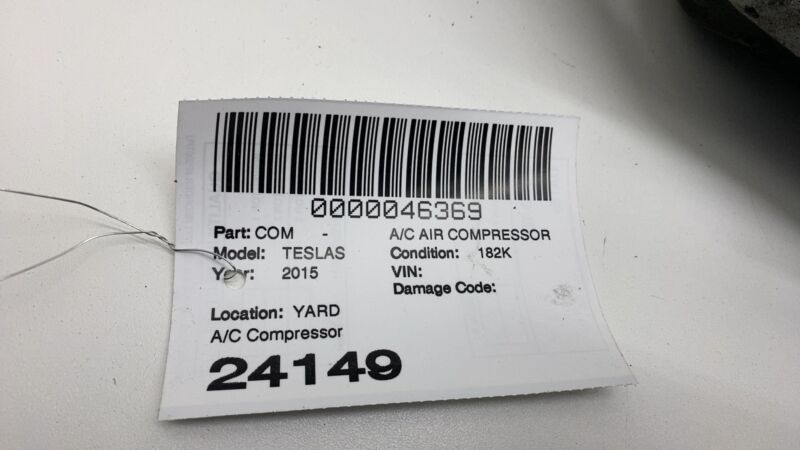 0000046369
Part: COM - A/C AIR COMPRESSOR
Model: TESLAS Condition: 182K
Year: 2015 VIN:
Damage Code:
Location: YARD
A/C Compressor
24149